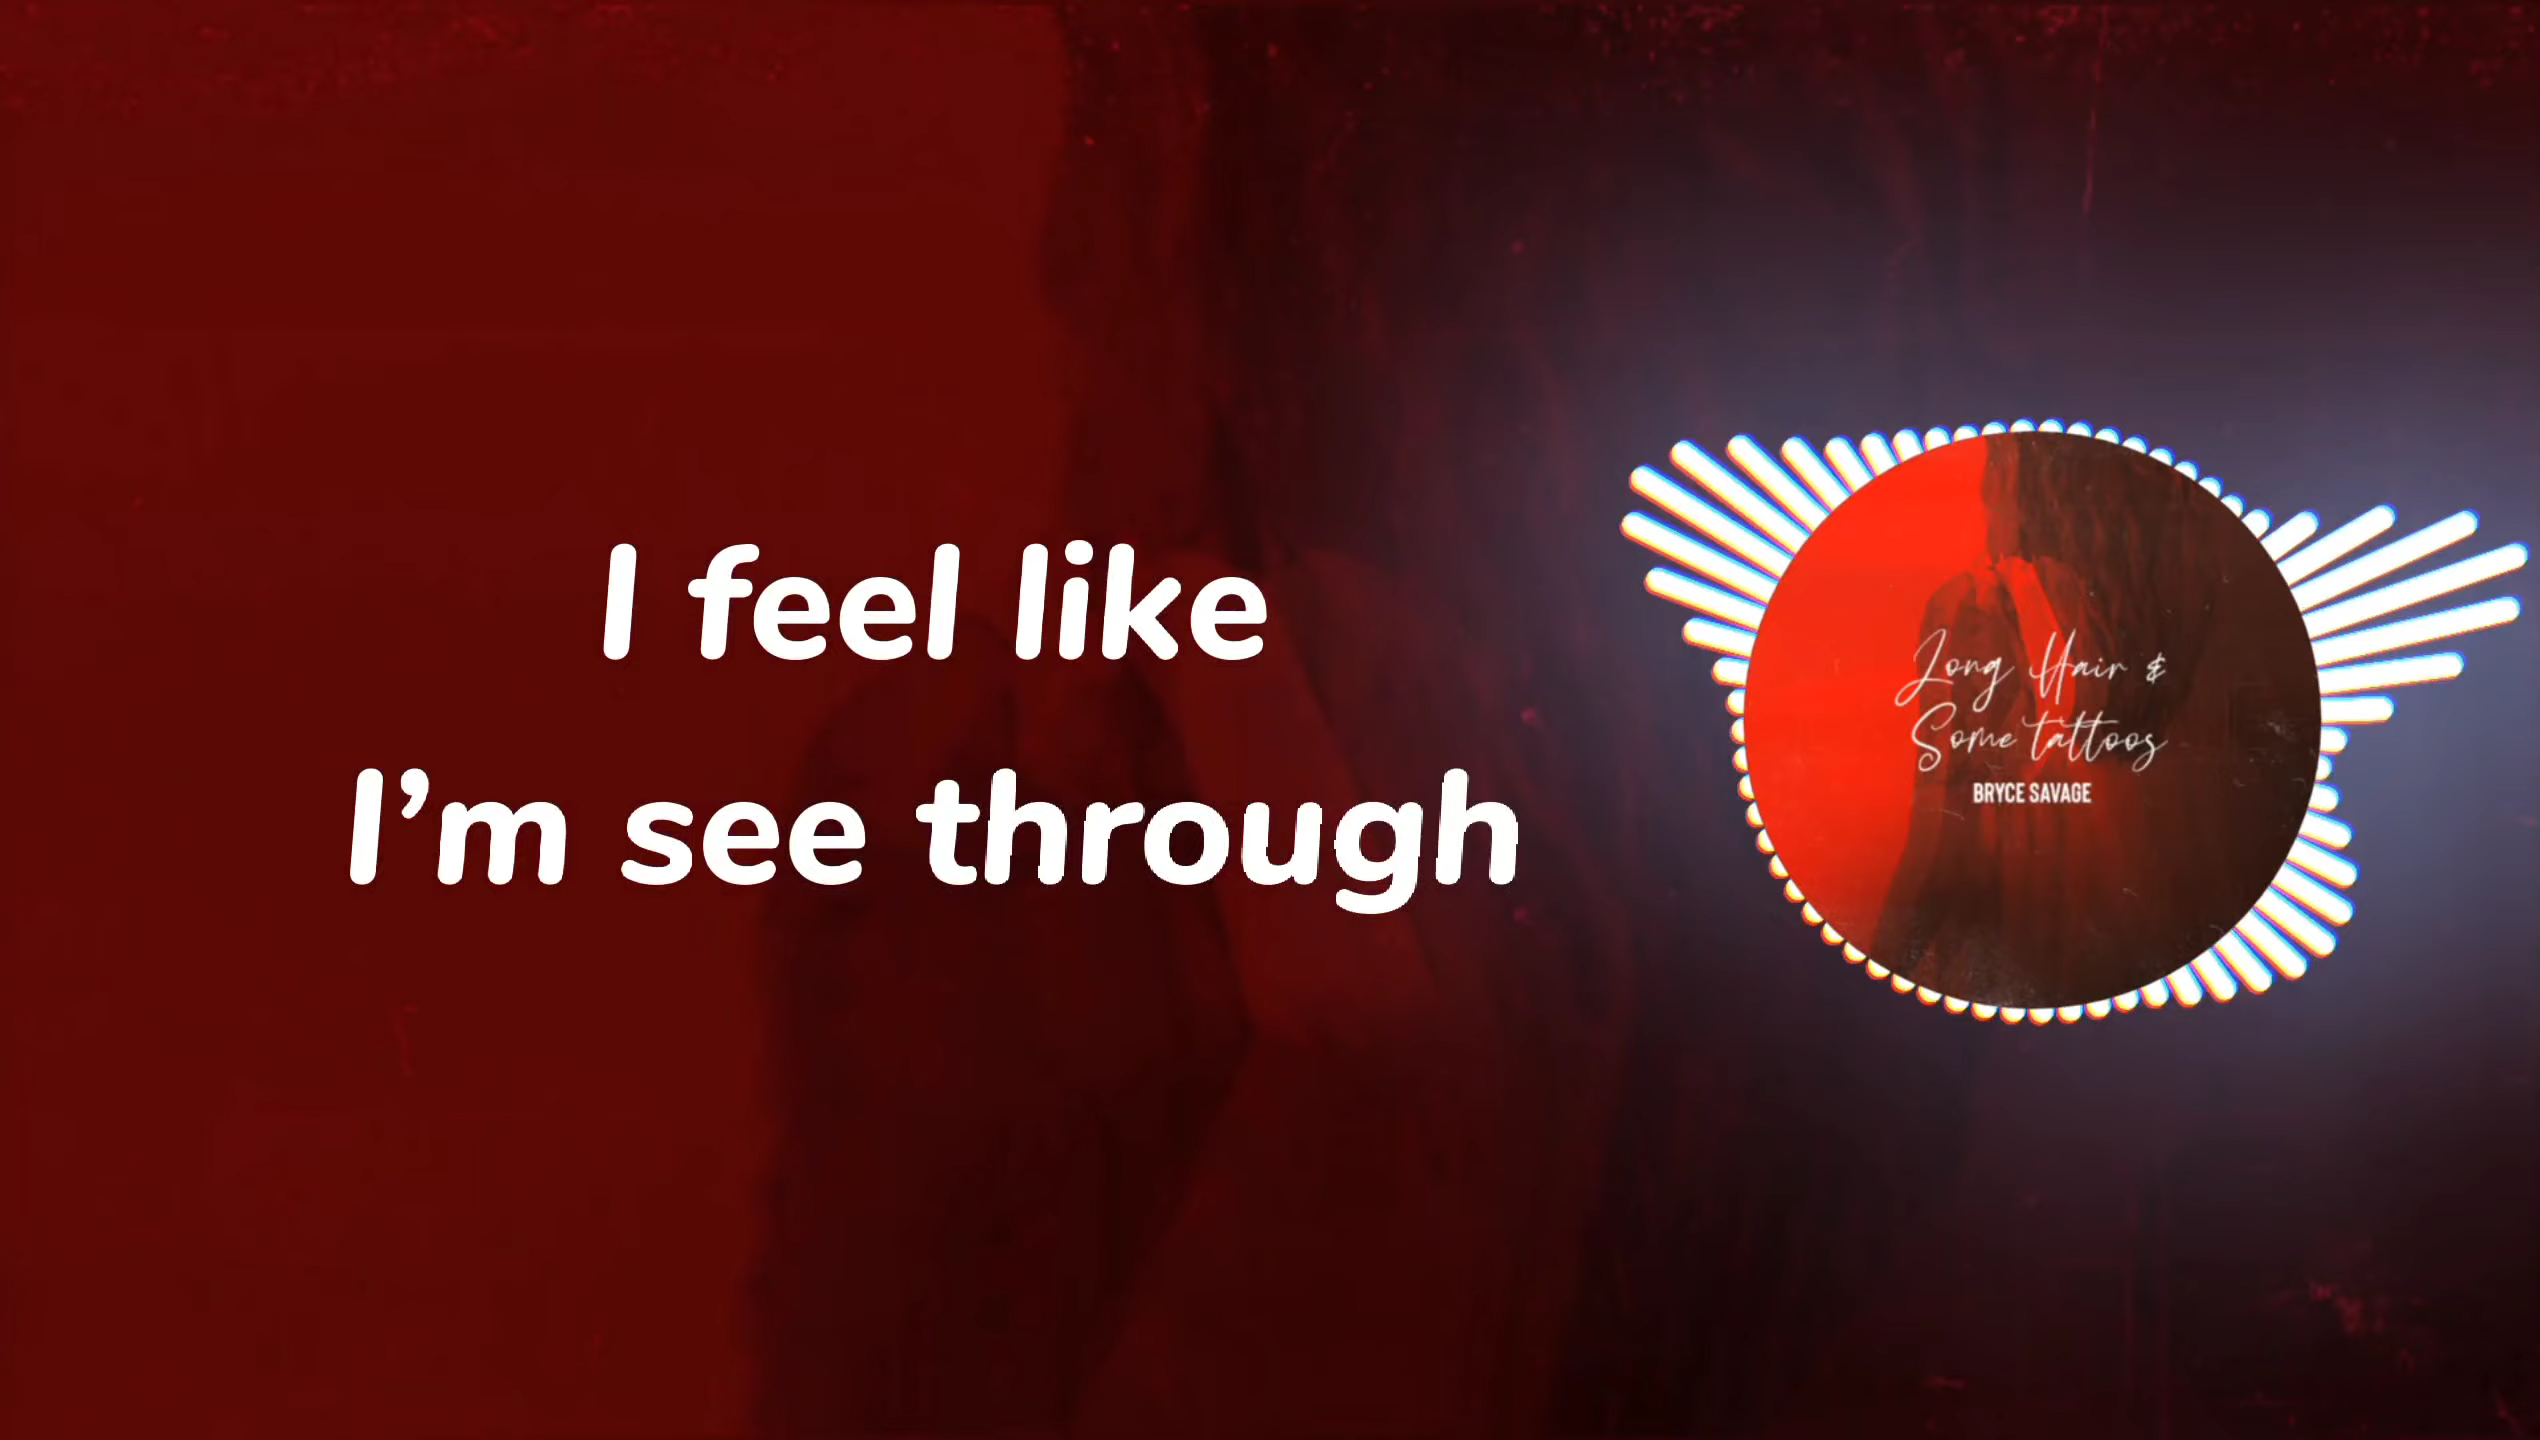 I feel like
I’m see through
Long Hair &
Some tattoos
BRYCE SAVAGE